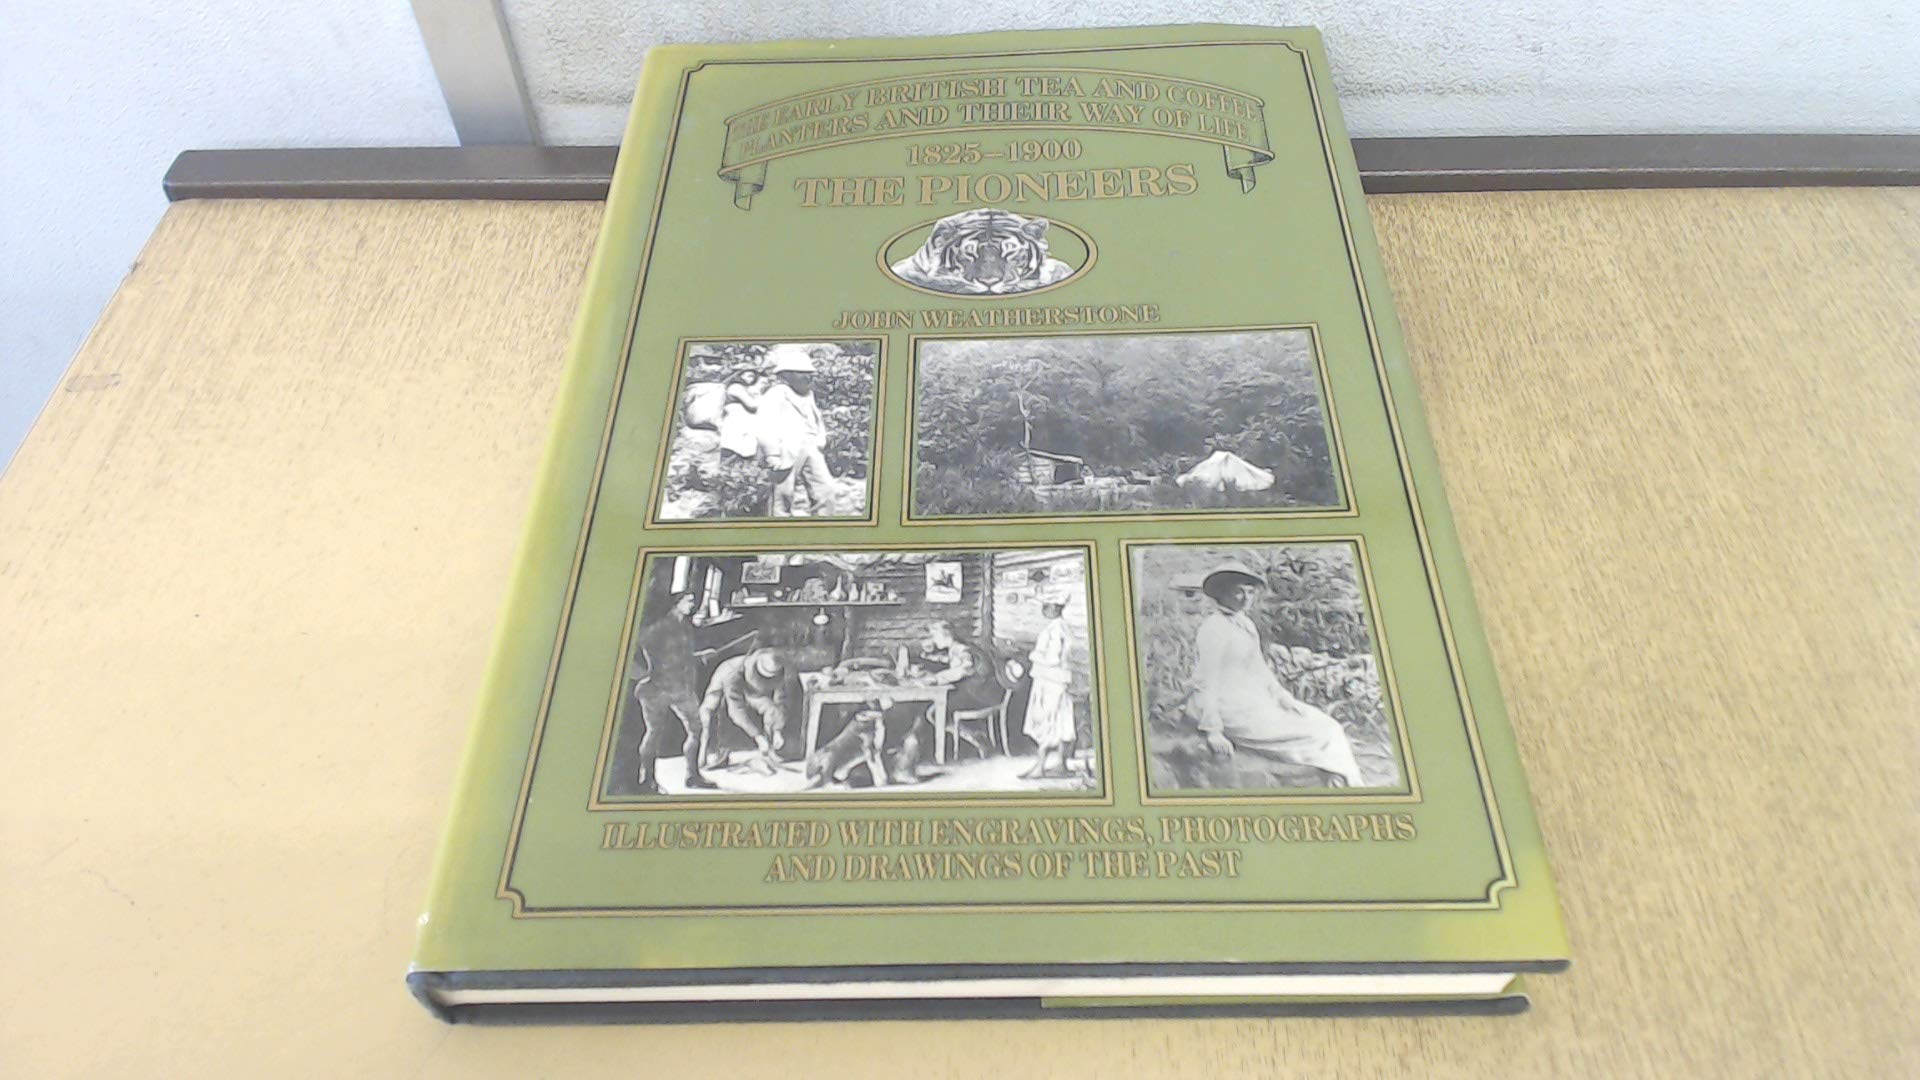 THE EARLY BRITISH TEA AND COFFEE
PLANTERS AND THEIR WAY OF LIFE
1825-1900
THE PIONEERS
JOHN WEATHERSTONE
ILLUSTRATED WITH ENGRAVINGS, PHOTOGRAPHS
AND DRAWINGS OF THE PAST